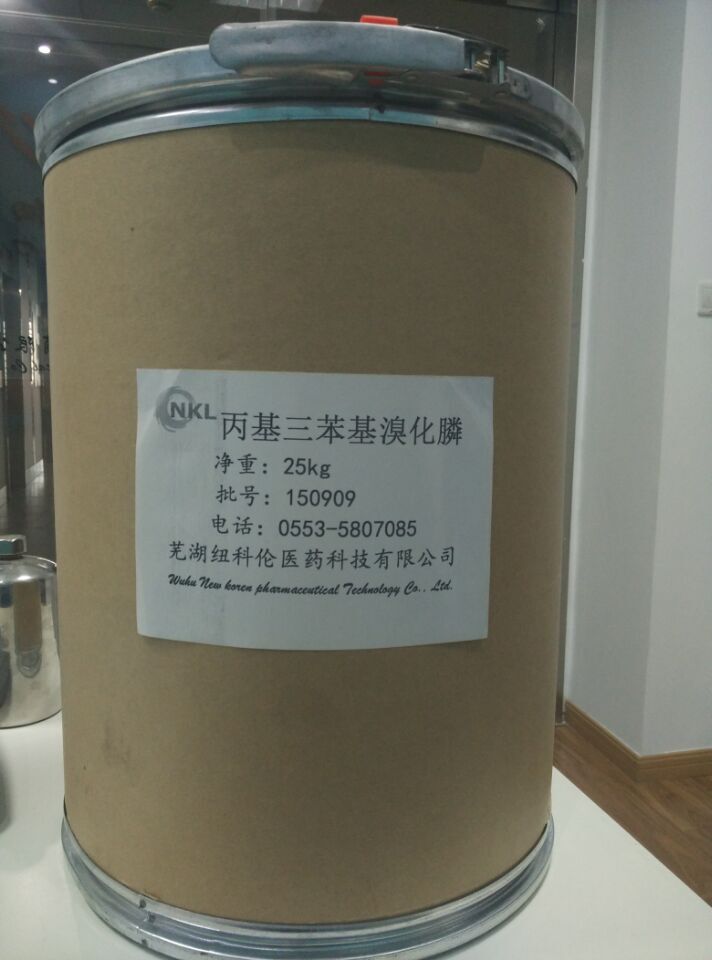 NKL
丙基三苯基溴化膦
净重：25kg
批号：150909
电话：0553-5807085
芜湖纽科伦医药科技有限公司
Wuhu New koren pharmaceutical Technology Co., Ltd.